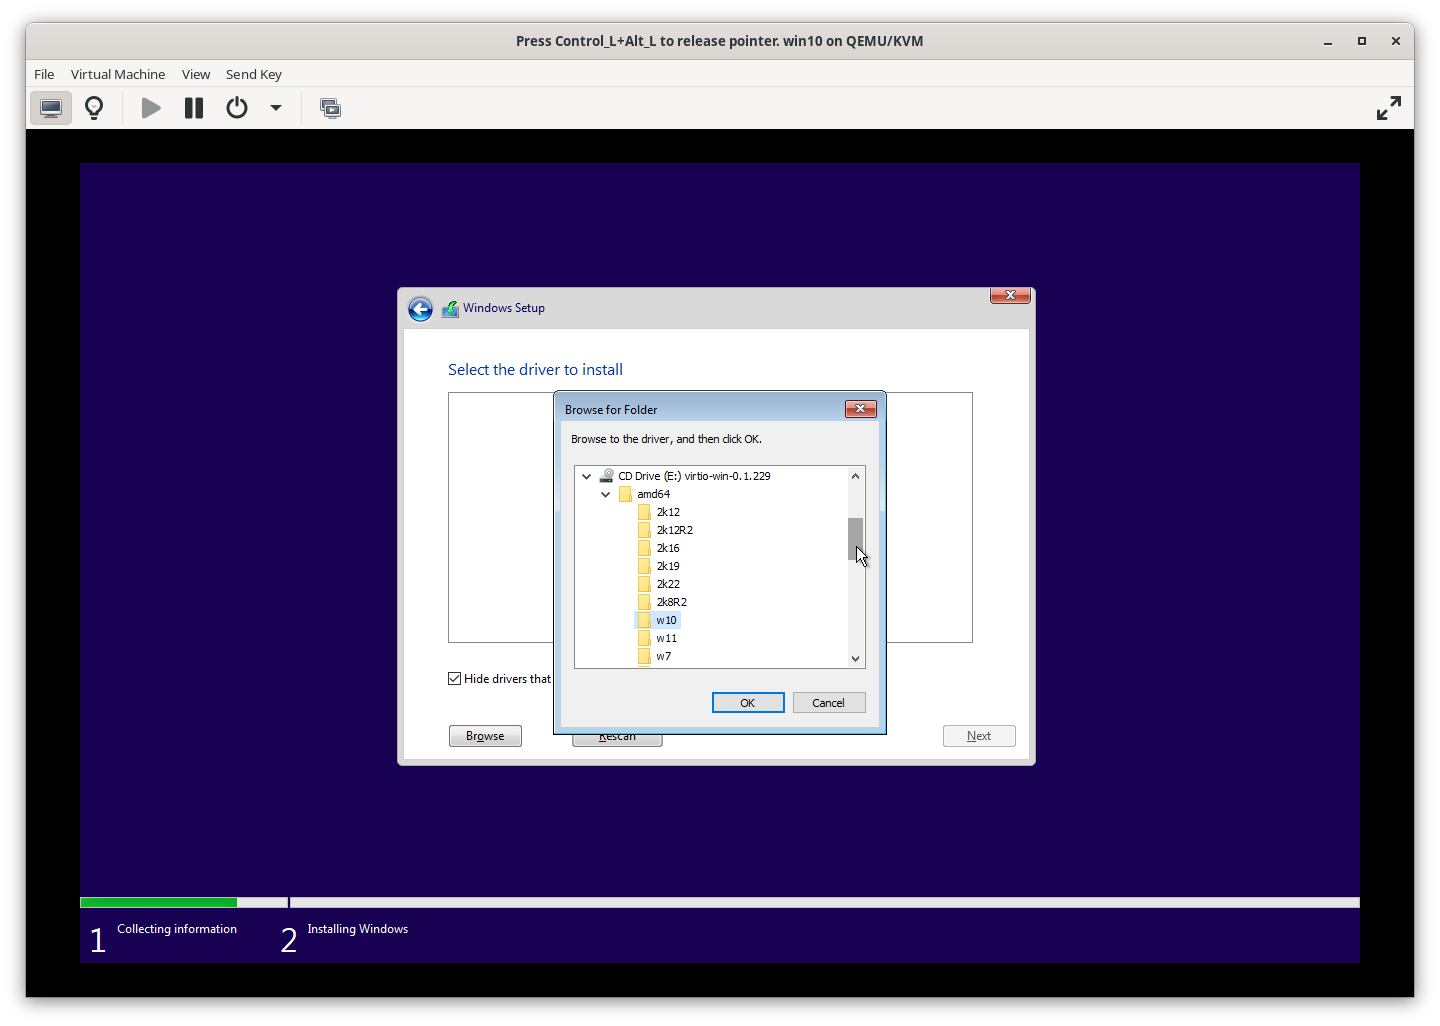 Press Control_L+Alt_L to release pointer. win10 on QEMU/KVM
File Virtual Machine View Send Key
Windows Setup
Select the driver to install
Browse for Folder
Browse to the driver, and then click OK.
CD Drive (E:) virtio-win-0.1.229
amd64
2k12
2k12R2
2k16
2k19
2k22
2k8R2
w10
w11
w7
Hide drivers that
OK Cancel
Browse Rescan Next
1 Collecting information 2 Installing Windows